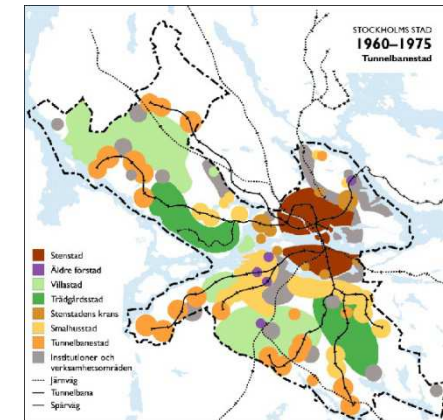 STOCKHOLMS STAD
1960–1975
Tunnelbanestad
Stenstad
Äldre förstad
Villastad
Trädgårdsstad
Stenstadens krans
Smalhusstad
Tunnelbanestad
Institutioner och
verksamhetsområden
Järnväg
Tunnelbana
Spårväg